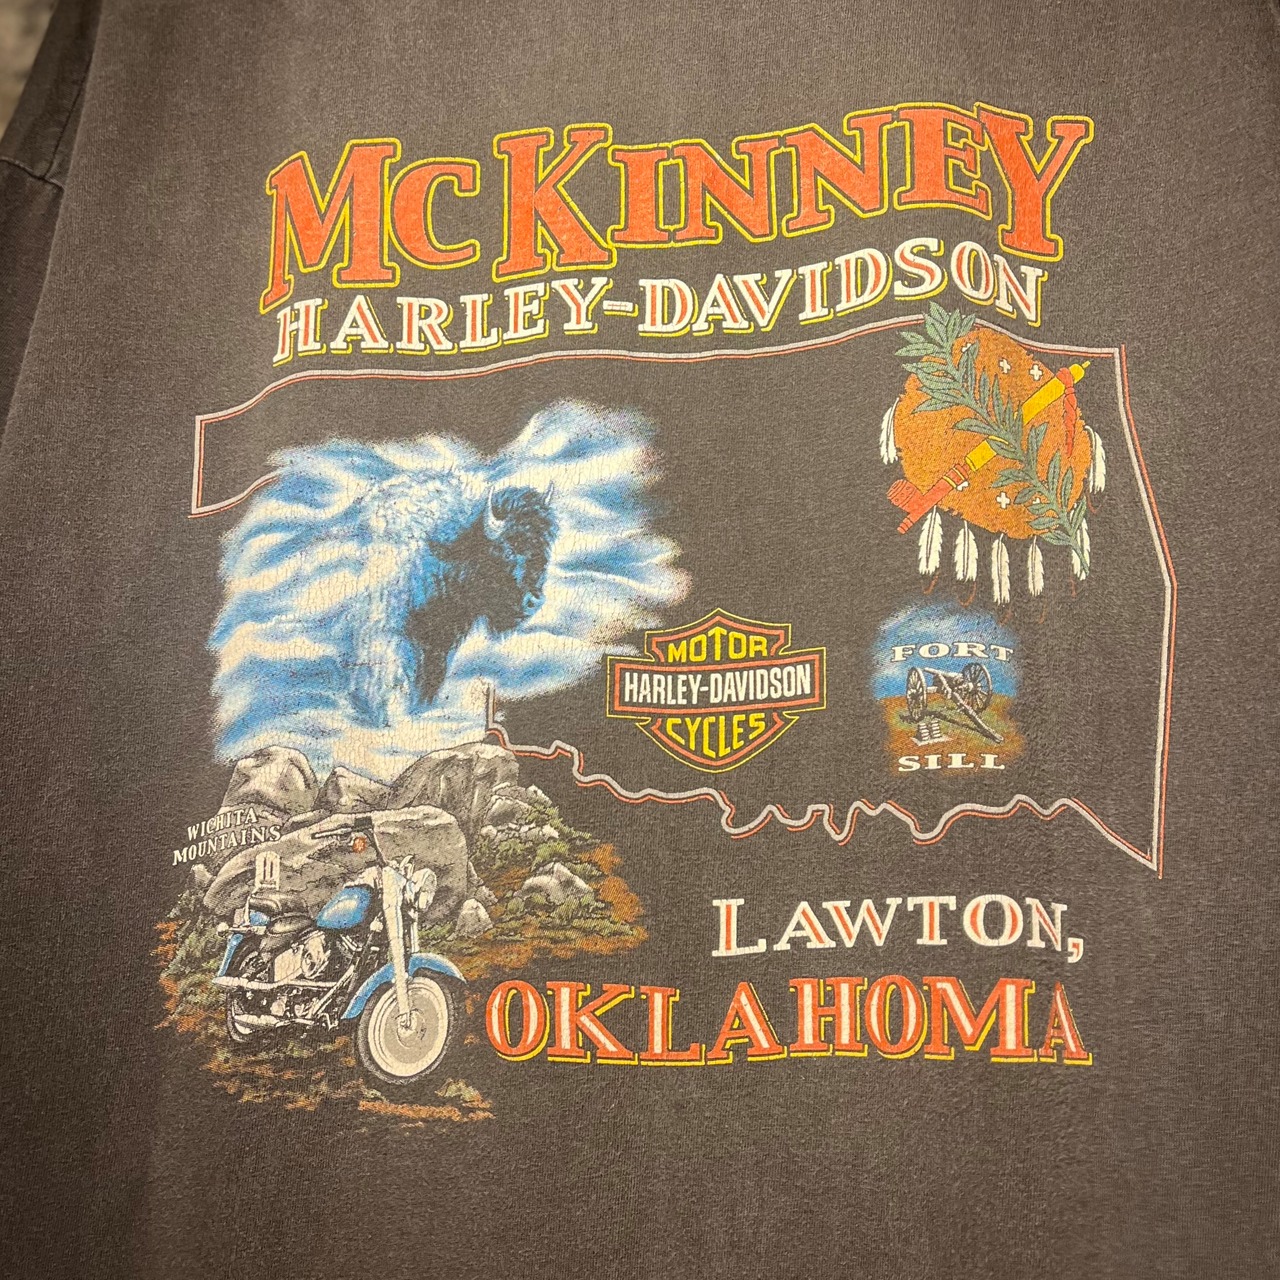 McKINNEY
HARLEY-DAVIDSON
MOTOR
HARLEY-DAVIDSON
CYCLES
FORT
SILL
WICHITA
MOUNTAINS
LAWTON,
OKLAHOMA